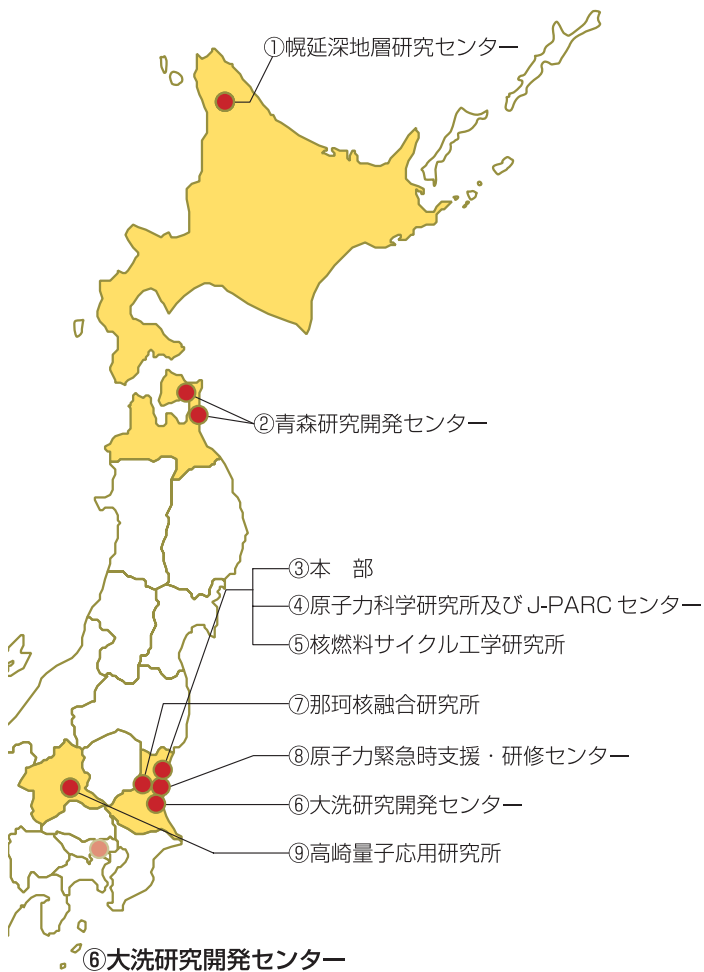 ①幌延深地層研究センター
②青森研究開発センター
③本　部
④原子力科学研究所及び J-PARC センター
⑤核燃料サイクル工学研究所
⑦那珂核融合研究所
⑧原子力緊急時支援・研修センター
⑥大洗研究開発センター
⑨高崎量子応用研究所
⑥大洗研究開発センター